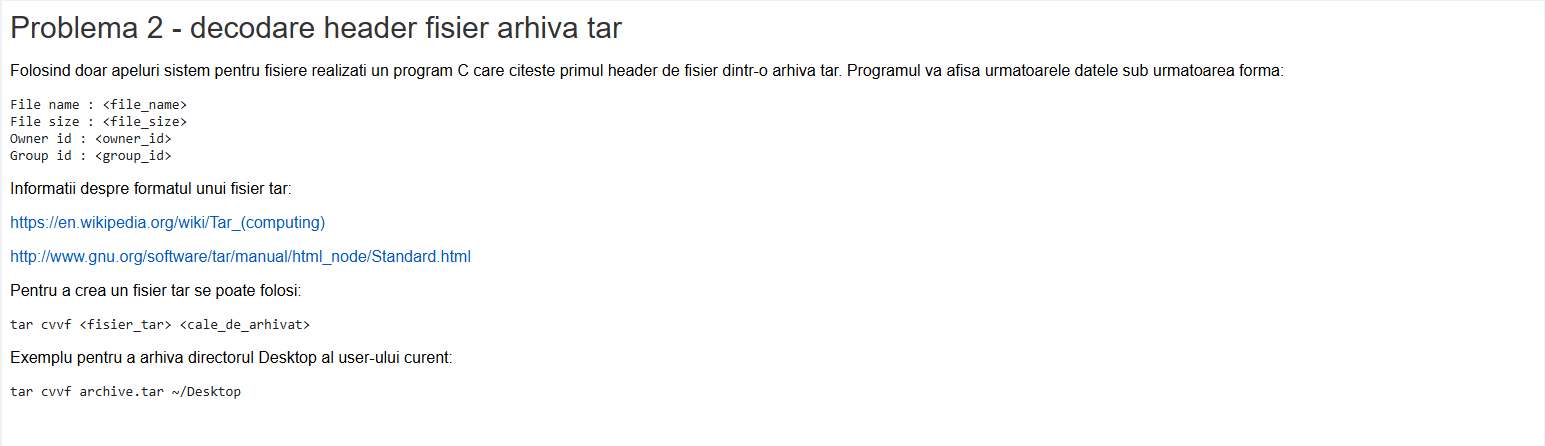 Problema 2 - decodare header fisier arhiva tar
Folosind doar apeluri sistem pentru fisiere realizati un program C care citeste primul header de fisier dintr-o arhiva tar. Programul va afisa urmatoarele datele sub urmatoarea forma:
File name : <file_name>
File size : <file_size>
Owner id : <owner_id>
Group id : <group_id>
Informatii despre formatul unui fisier tar:
https://en.wikipedia.org/wiki/Tar_(computing)
http://www.gnu.org/software/tar/manual/html_node/Standard.html
Pentru a crea un fisier tar se poate folosi:
tar cvvf <fisier_tar> <cale_de_arhivat>
Exemplu pentru a arhiva directorul Desktop al user-ului curent:
tar cvvf archive.tar ~/Desktop